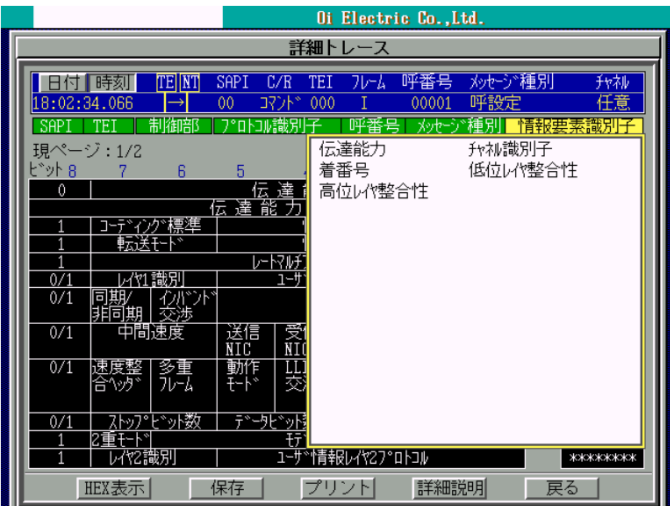 Oi Electric Co.,Ltd.
詳細トレース
日付 時刻 TE NT SAPI C/R TEI フレーム 呼番号 メッセージ種別 チャネル
18:02:34.066 → 00 コマンド 000 I 00001 呼設定 任意
SAPI TEI 制御部 プロトコル識別子 呼番号 メッセージ種別 情報要素識別子
現ページ:1/2
ビット 8 7 6 5
伝達能力 チャネル識別子
着番号 低位レイヤ整合性
高位レイヤ整合性
0 伝 達
伝 達 能 力
1 コーディング標準
1 転送モード
1 レートマルチ
0/1 レイヤ1識別 ユーザ
0/1 同期/非同期 インバンド交渉
0/1 中間速度 送信NIC 受信NIC
0/1 速度整合ヘッダ 多重フレーム 動作モード
0/1 ストップビット数 データビット
1 2重モード モデ
1 レイヤ2識別 ユーザ情報レイヤ2プロトコル ********
HEX表示 保存 プリント 詳細説明 戻る